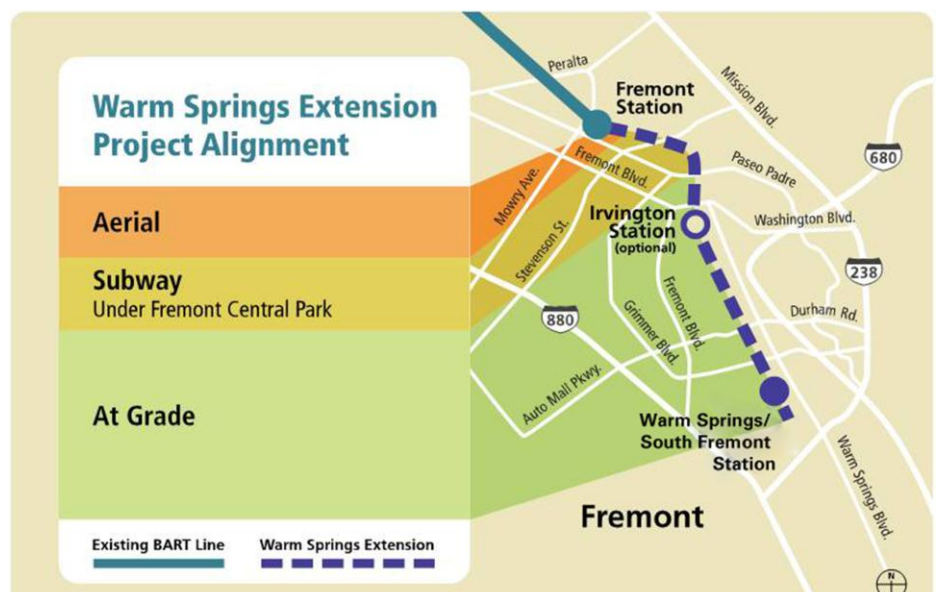 Warm Springs Extension
Project Alignment
Aerial
Subway
Under Fremont Central Park
At Grade
Existing BART Line
Warm Springs Extension
Peralta
Fremont
Station
Mission Blvd.
680
Mowry Ave.
Fremont Blvd.
Paseo Padre
Irvington
Station
(optional)
Washington Blvd.
Stevenson St.
238
880
Grimmer Blvd.
Fremont Blvd.
Durham Rd.
Auto Mall Pkwy.
Warm Springs/
South Fremont
Station
Warm Springs Blvd.
Fremont
N